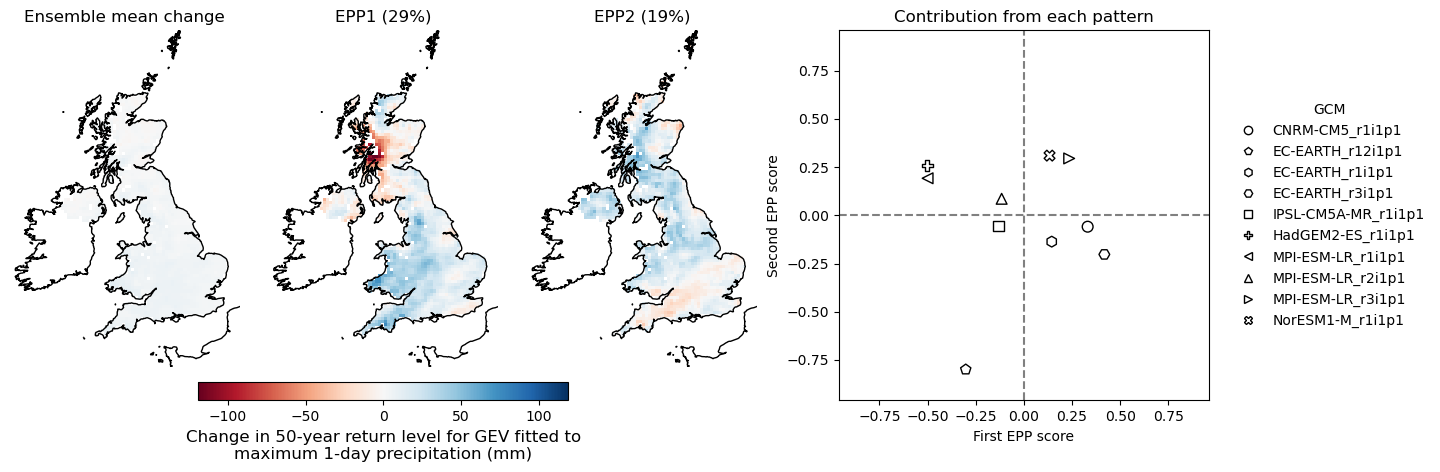 Ensemble mean change
EPP1 (29%)
EPP2 (19%)
Contribution from each pattern
−100
−50
0
50
100
Change in 50-year return level for GEV fitted to
maximum 1-day precipitation (mm)
Second EPP score
0.75
0.50
0.25
0.00
−0.25
−0.50
−0.75
−0.75
−0.50
−0.25
0.00
0.25
0.50
0.75
First EPP score
GCM
CNRM-CM5_r1i1p1
EC-EARTH_r12i1p1
EC-EARTH_r1i1p1
EC-EARTH_r3i1p1
IPSL-CM5A-MR_r1i1p1
HadGEM2-ES_r1i1p1
MPI-ESM-LR_r1i1p1
MPI-ESM-LR_r2i1p1
MPI-ESM-LR_r3i1p1
NorESM1-M_r1i1p1